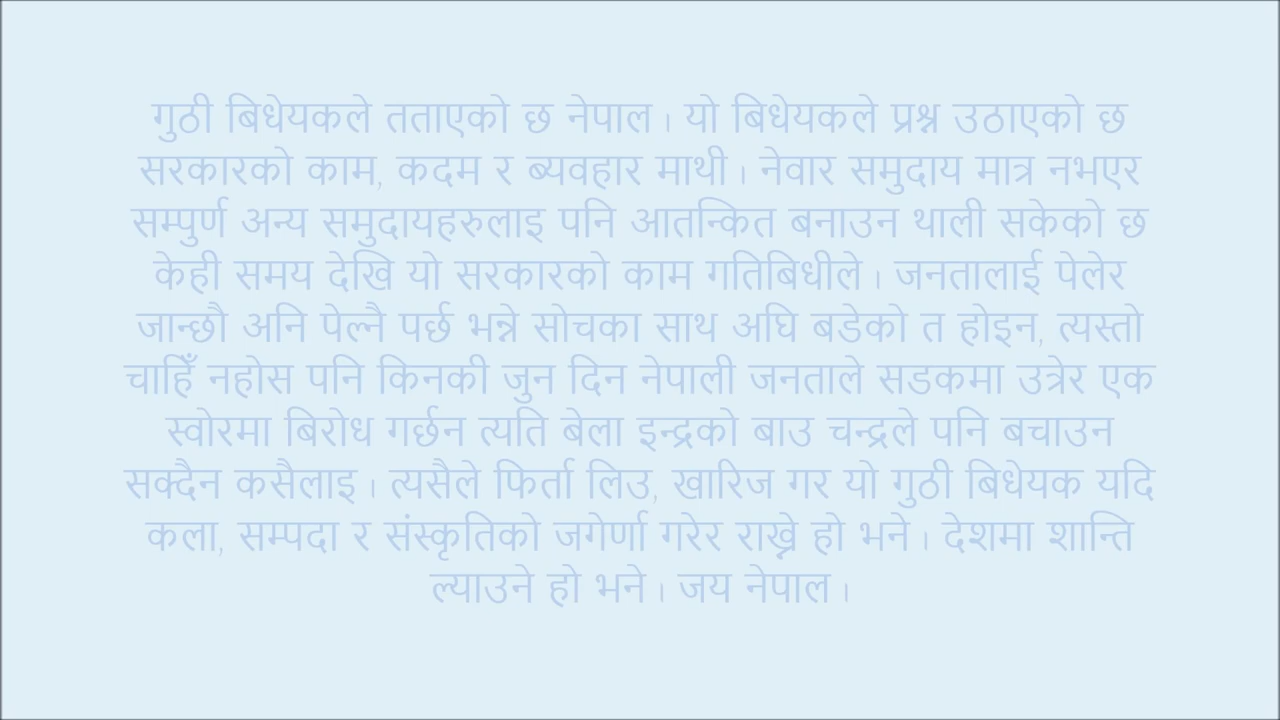 गुठी बिधेयकले तताएको छ नेपाल। यो बिधेयकले प्रश्न उठाएको छ
सरकारको काम, कदम र ब्यवहार माथी। नेवार समुदाय मात्र नभएर
सम्पुर्ण अन्य समुदायहरुलाइ पनि आतन्कित बनाउन थाली सकेको छ
केही समय देखि यो सरकारको काम गतिबिधीले। जनतालाई पेलेर
जान्छौ अनि पेल्नै पर्छ भन्ने सोचका साथ अघि बडेको त होइन, त्यस्तो
चाहिँ नहोस पनि किनकी जुन दिन नेपाली जनताले सडकमा उत्रेर एक
स्वोरमा बिरोध गर्छन त्यति बेला इन्द्रको बाउ चन्द्रले पनि बचाउन
सक्दैन कसैलाइ। त्यसैले फिर्ता लिउ, खारिज गर यो गुठी बिधेयक यदि
कला, सम्पदा र संस्कृतिको जगेर्णा गरेर राख्ने हो भने। देशमा शान्ति
ल्याउने हो भने। जय नेपाल।